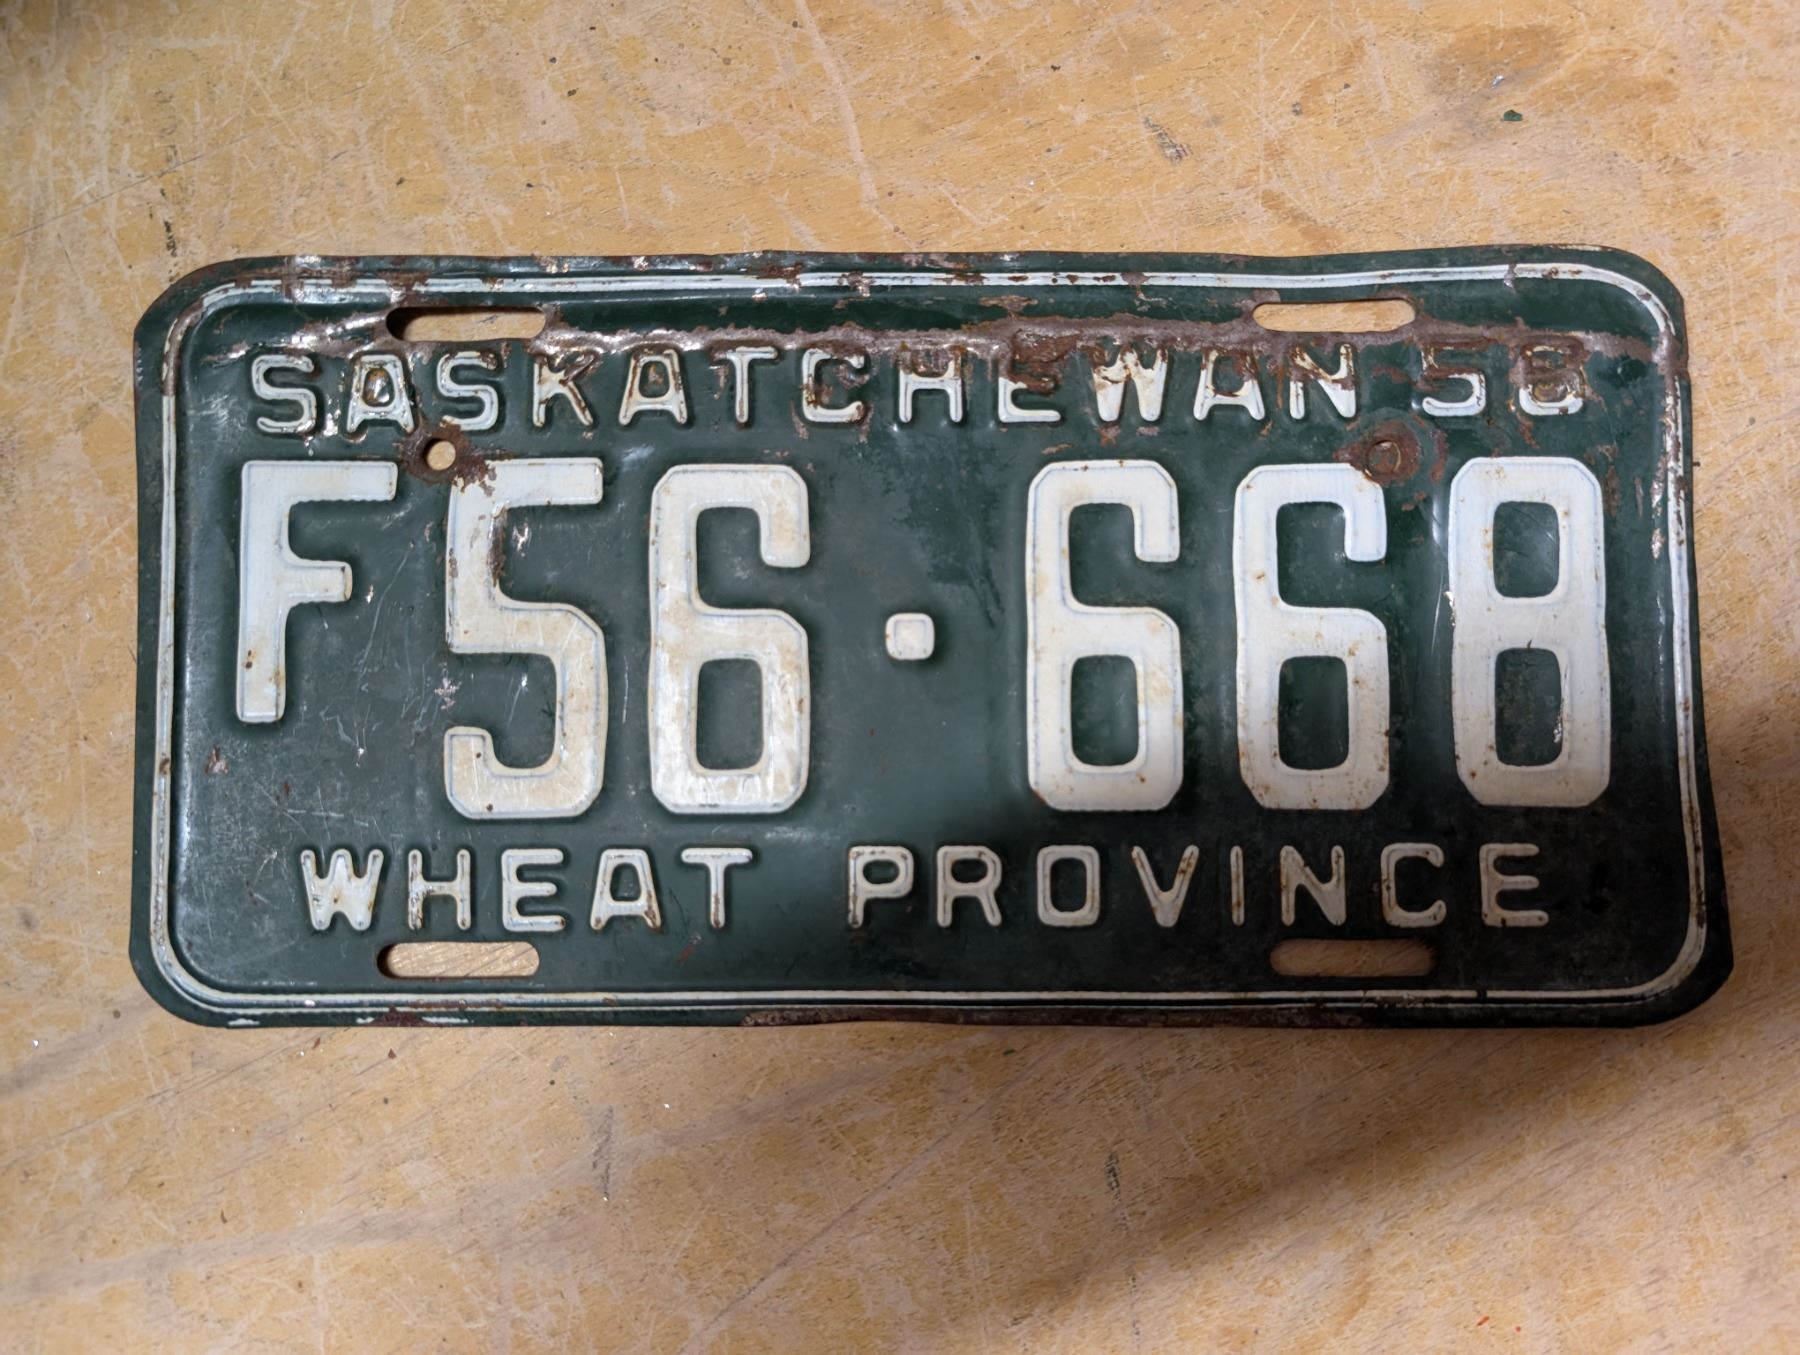 SASKATCHEWAN 58
F56·668
WHEAT PROVINCE